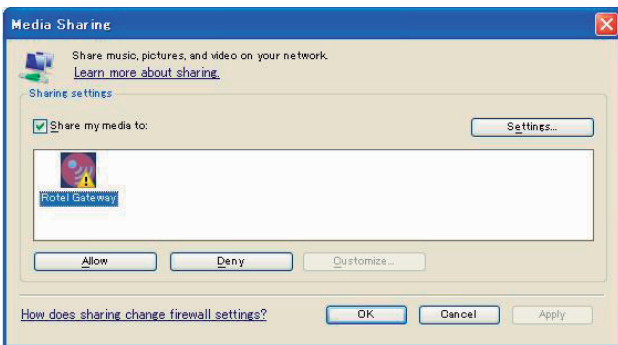 Media Sharing
Share music, pictures, and video on your network.
Learn more about sharing.
Sharing settings
Share my media to:
Settings...
Rotel Gateway
Allow
Deny
Customize...
How does sharing change firewall settings?
OK
Cancel
Apply